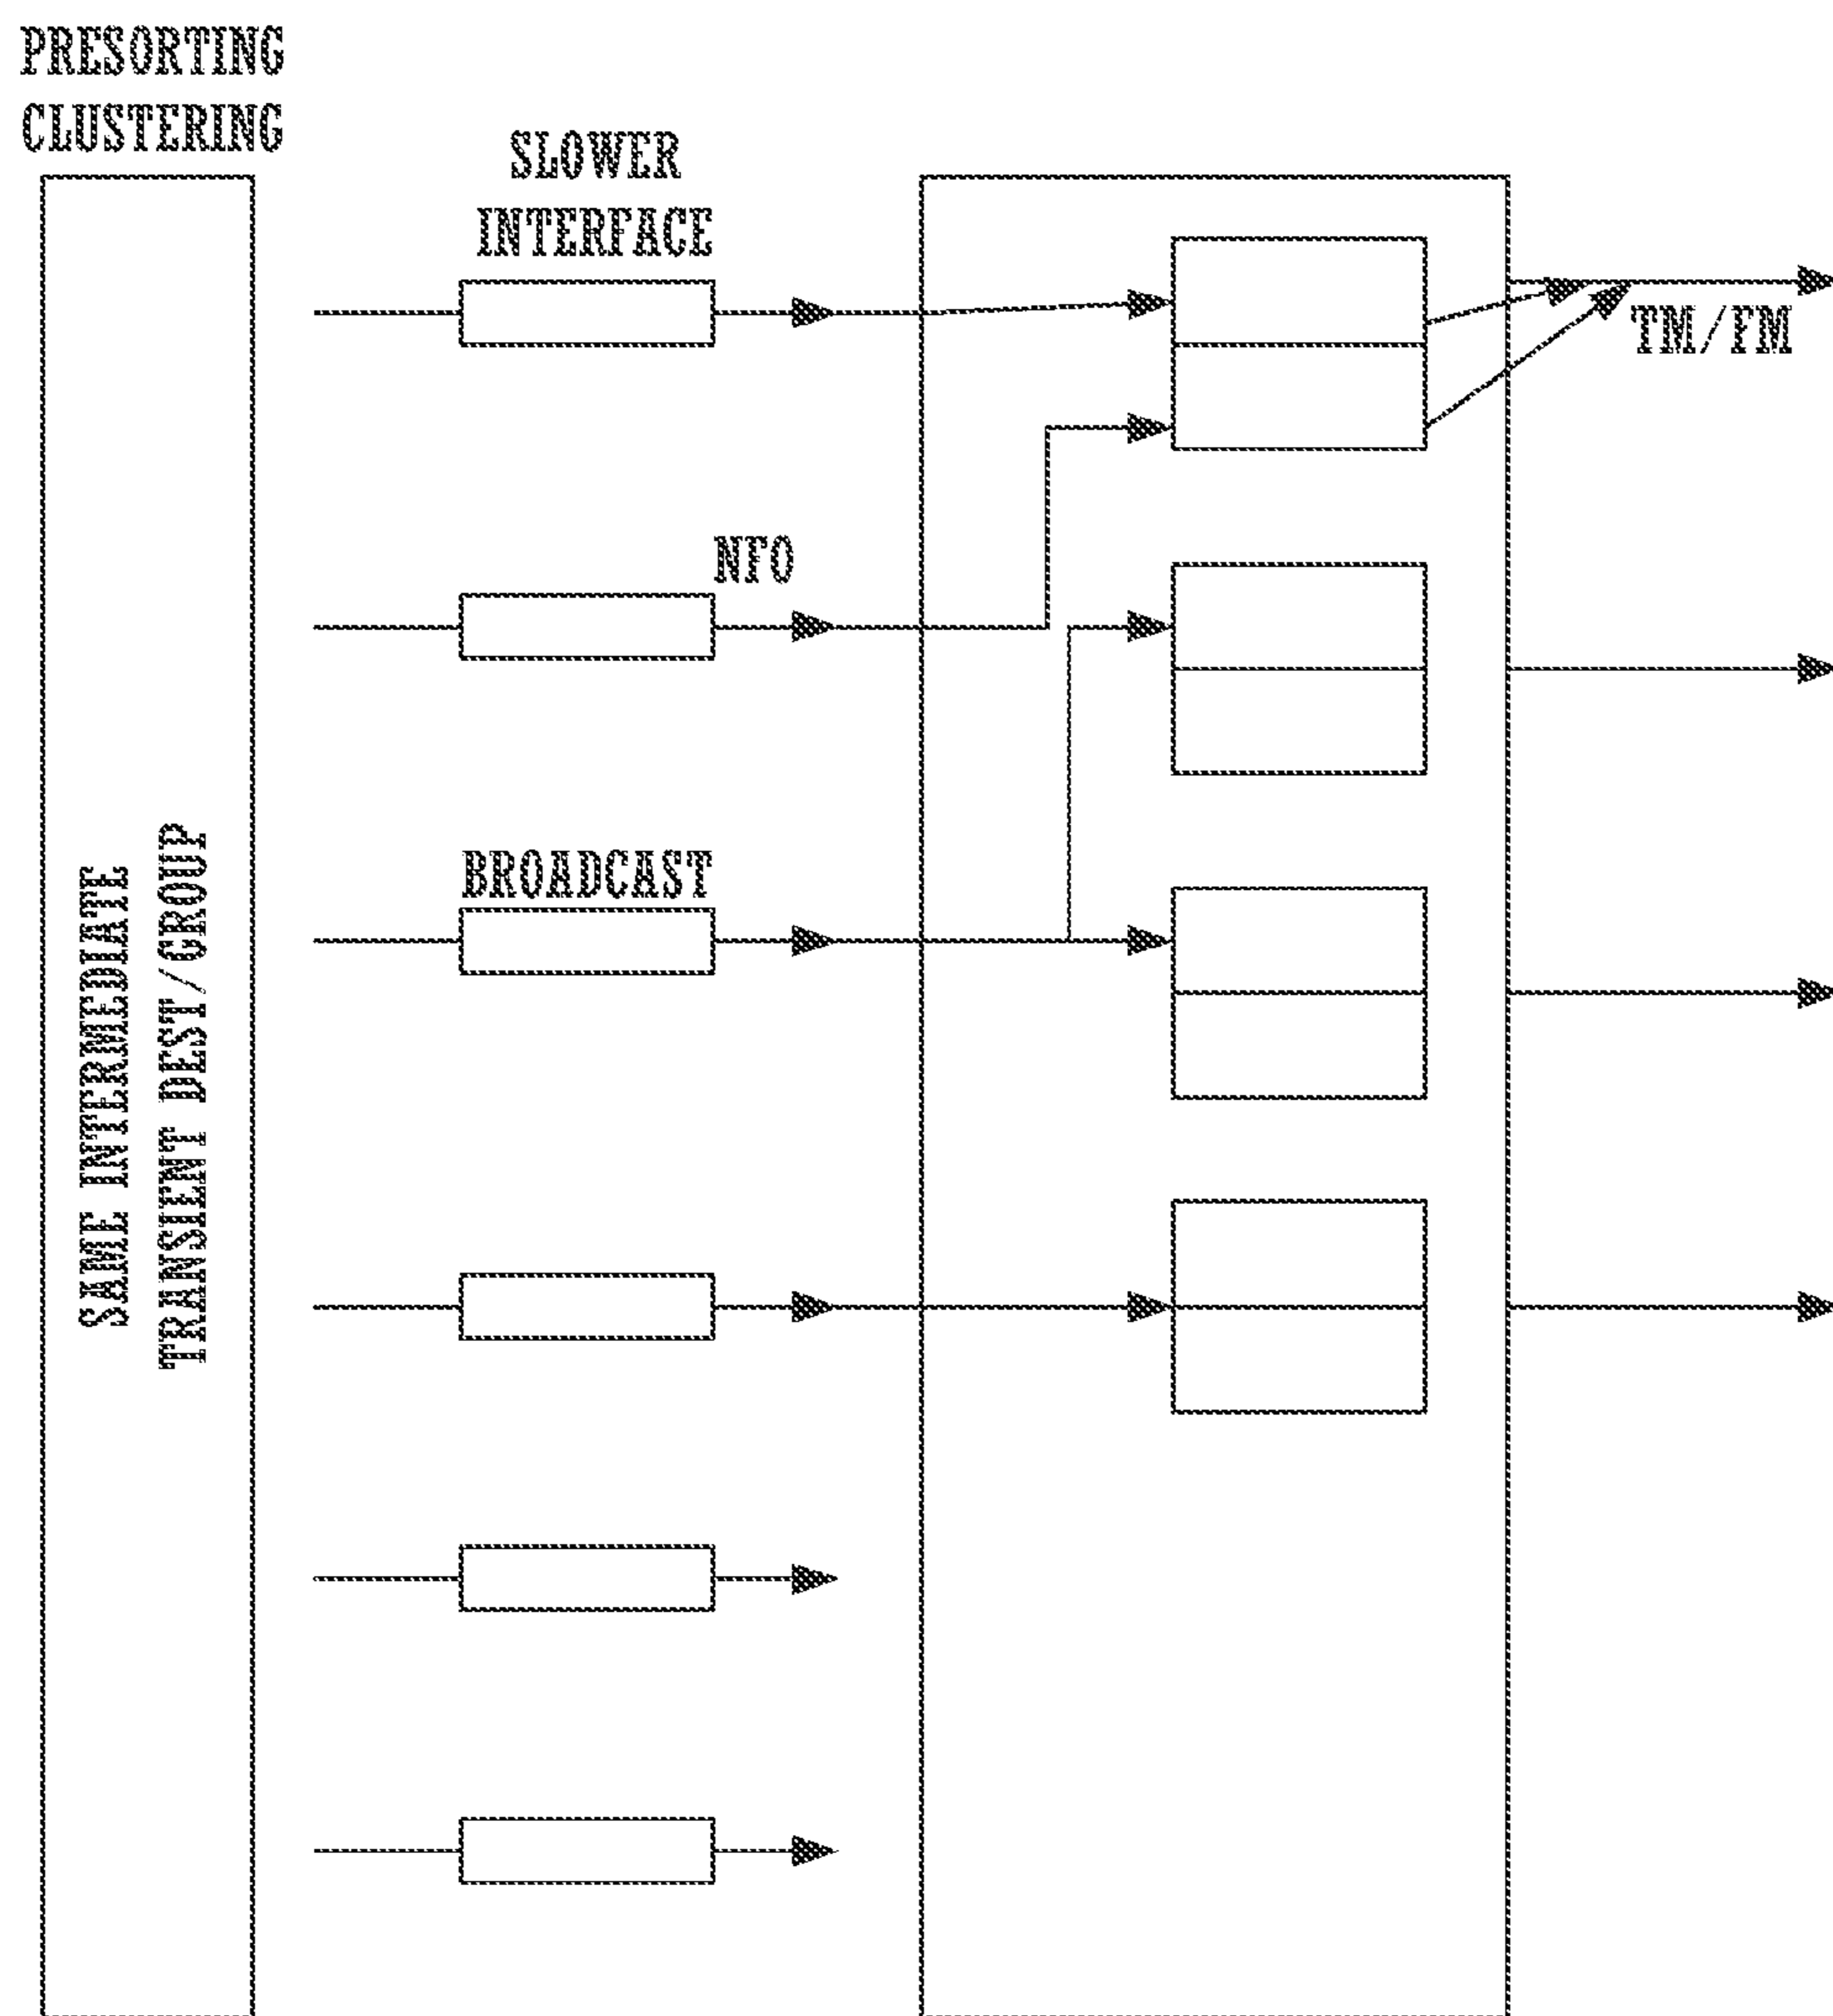 PRESORTING
CLUSTERING
SLOWER
INTERFACE
TM/FM
NFO
BROADCAST
SAME INTERMEDIATE
TRANSIENT DEST/GROUP